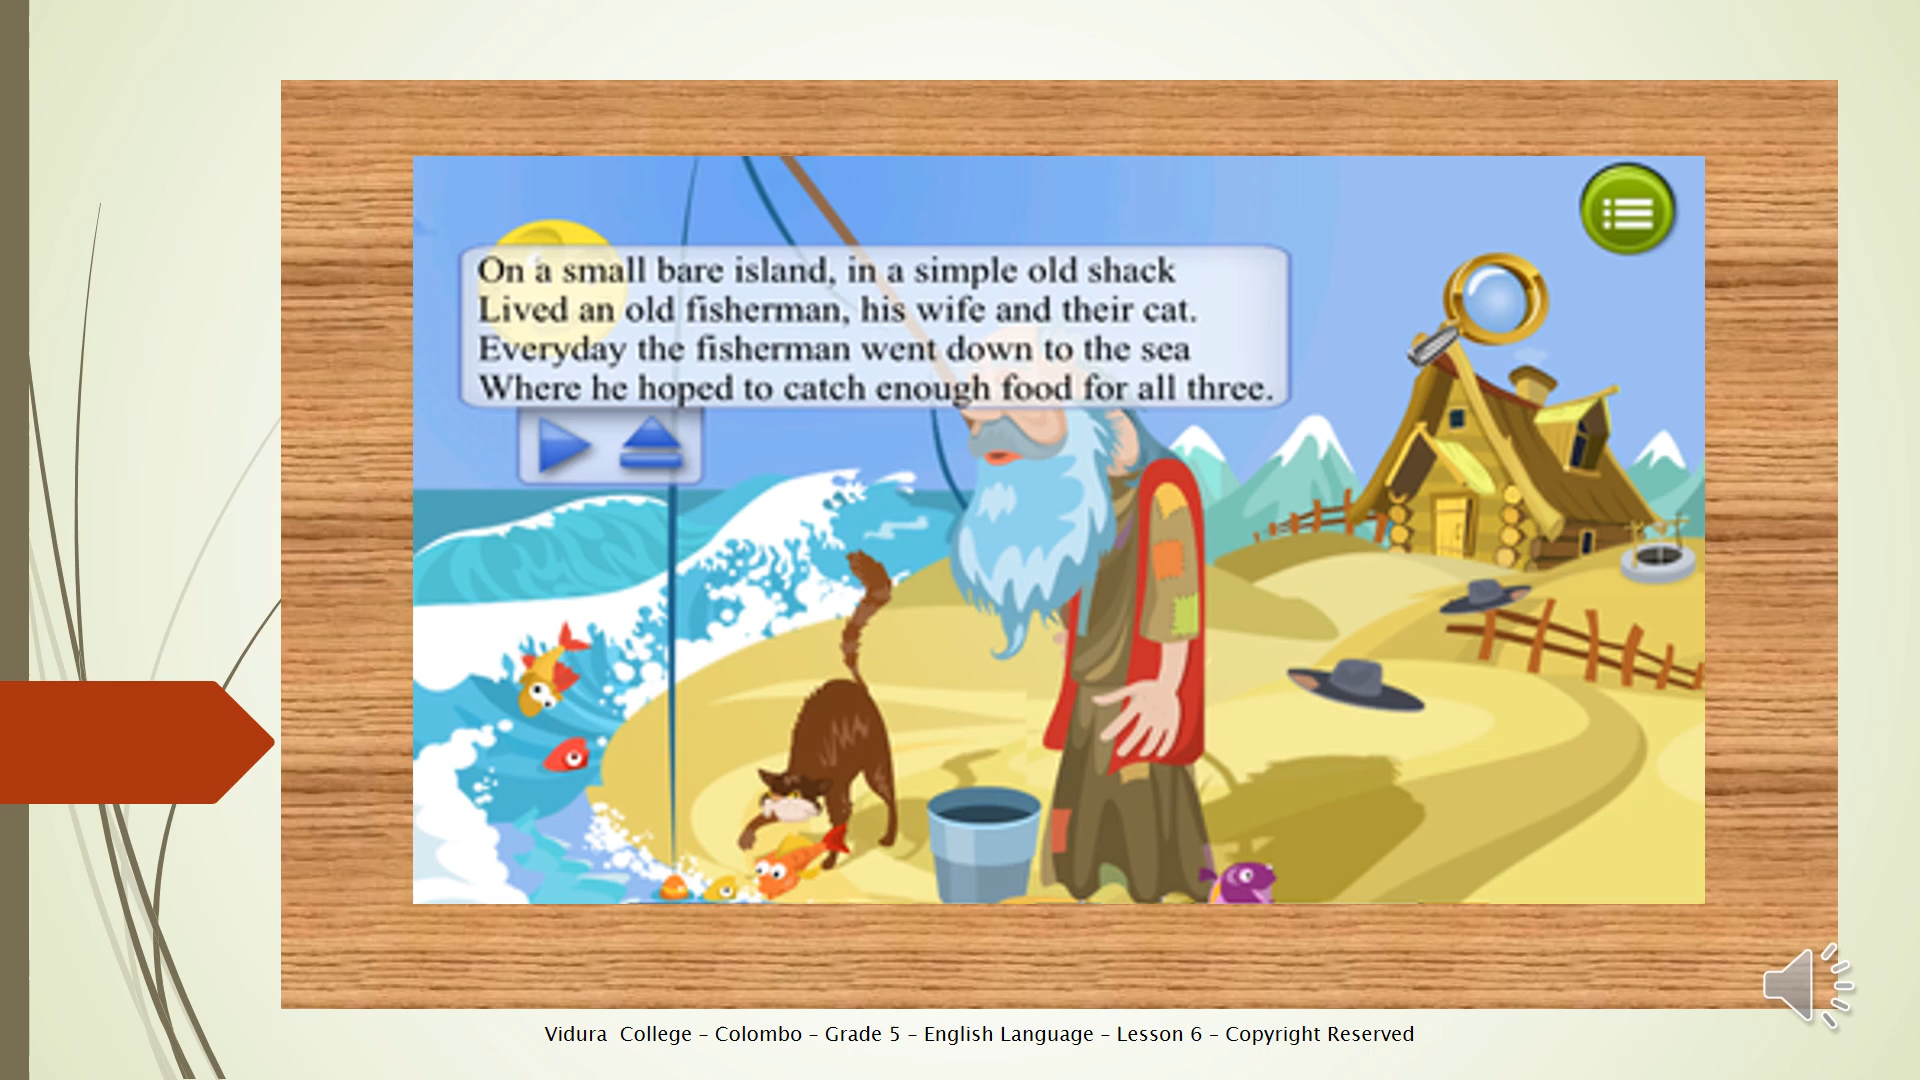 On a small bare island, in a simple old shack
Lived an old fisherman, his wife and their cat.
Everyday the fisherman went down to the sea
Where he hoped to catch enough food for all three.
Vidura College – Colombo – Grade 5 – English Language – Lesson 6 – Copyright Reserved